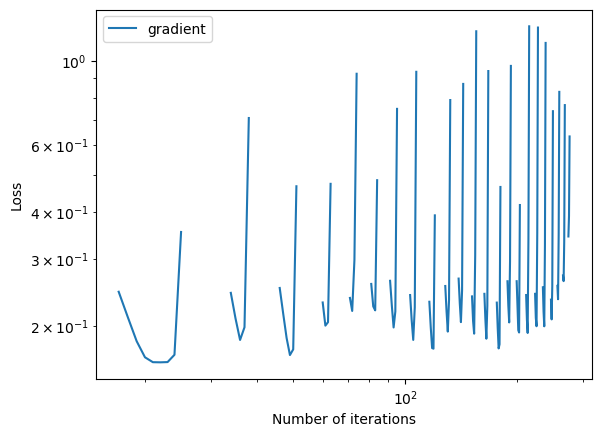 gradient
10⁰
6 × 10⁻¹
4 × 10⁻¹
3 × 10⁻¹
2 × 10⁻¹
Loss
10²
Number of iterations